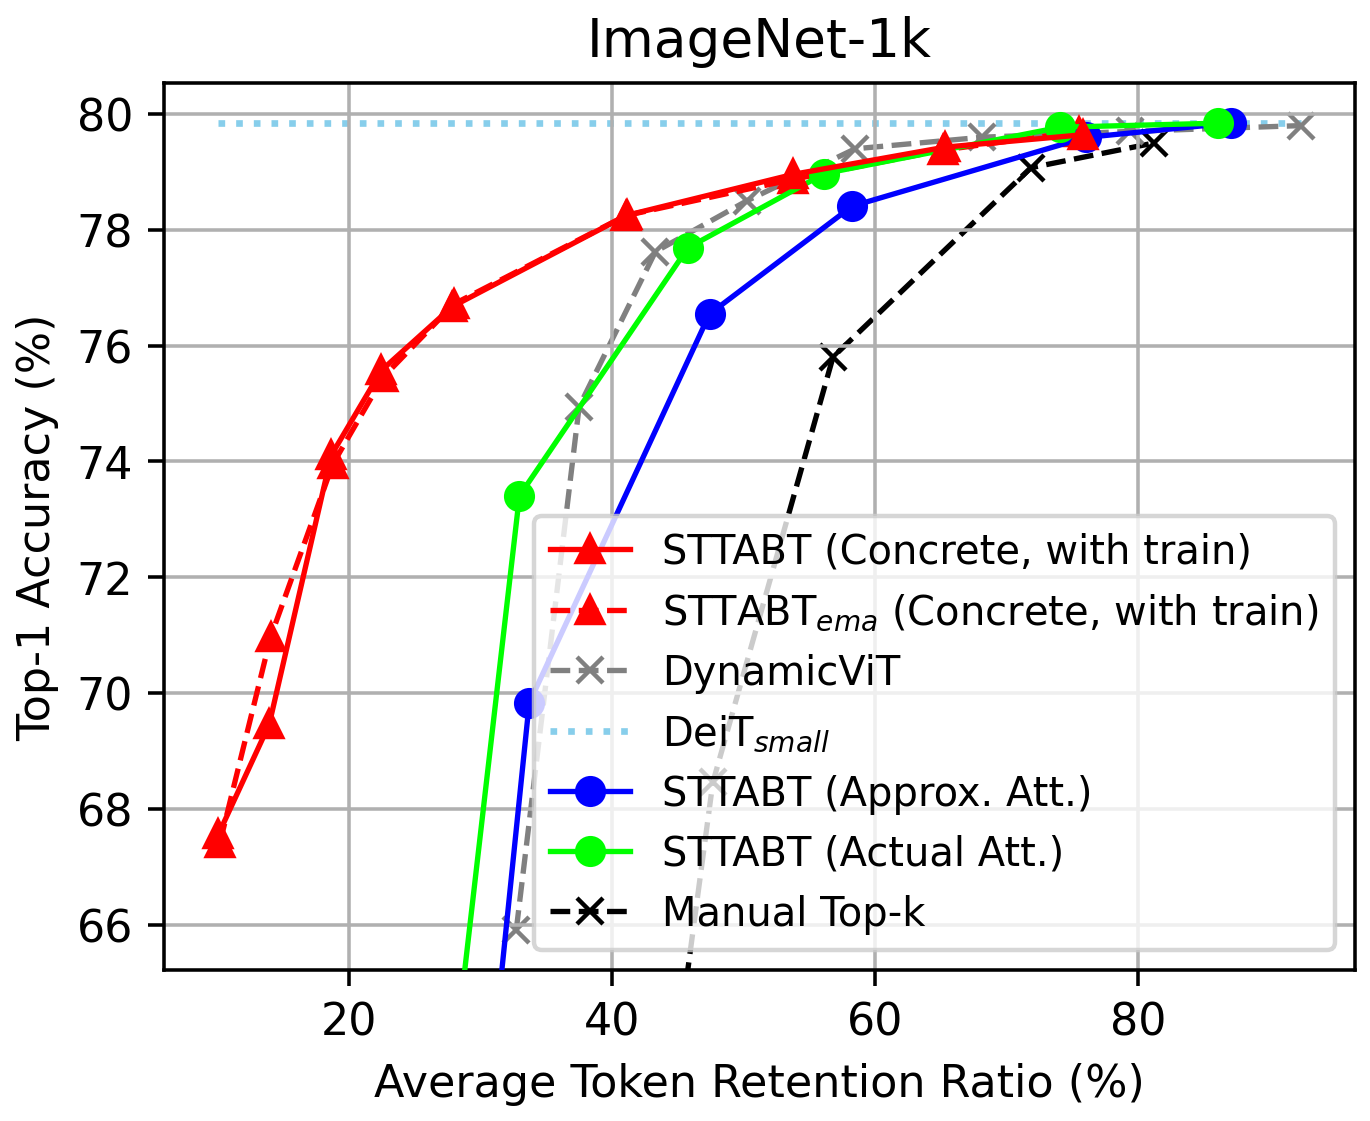 ImageNet-1k
Top-1 Accuracy (%)
80
78
76
74
72
70
68
66
STTABT (Concrete, with train)
STTABTema (Concrete, with train)
DynamicViT
DeiTsmall
STTABT (Approx. Att.)
STTABT (Actual Att.)
Manual Top-k
20 40 60 80
Average Token Retention Ratio (%)